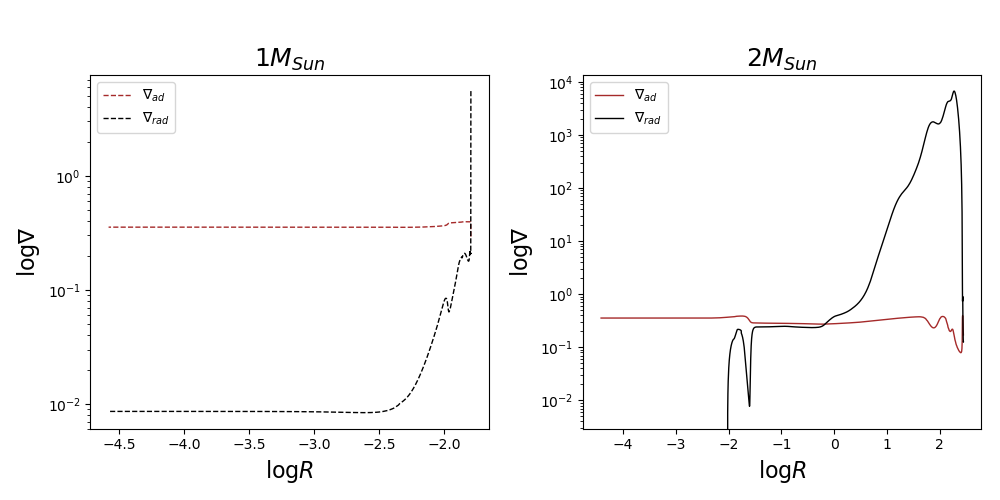 1M_Sun
∇_ad
∇_rad
10^0
10^-1
10^-2
−4.5 −4.0 −3.5 −3.0 −2.5 −2.0
logR
log∇
2M_Sun
∇_ad
∇_rad
10^4
10^3
10^2
10^1
10^0
10^-1
10^-2
−4 −3 −2 −1 0 1 2
logR
log∇